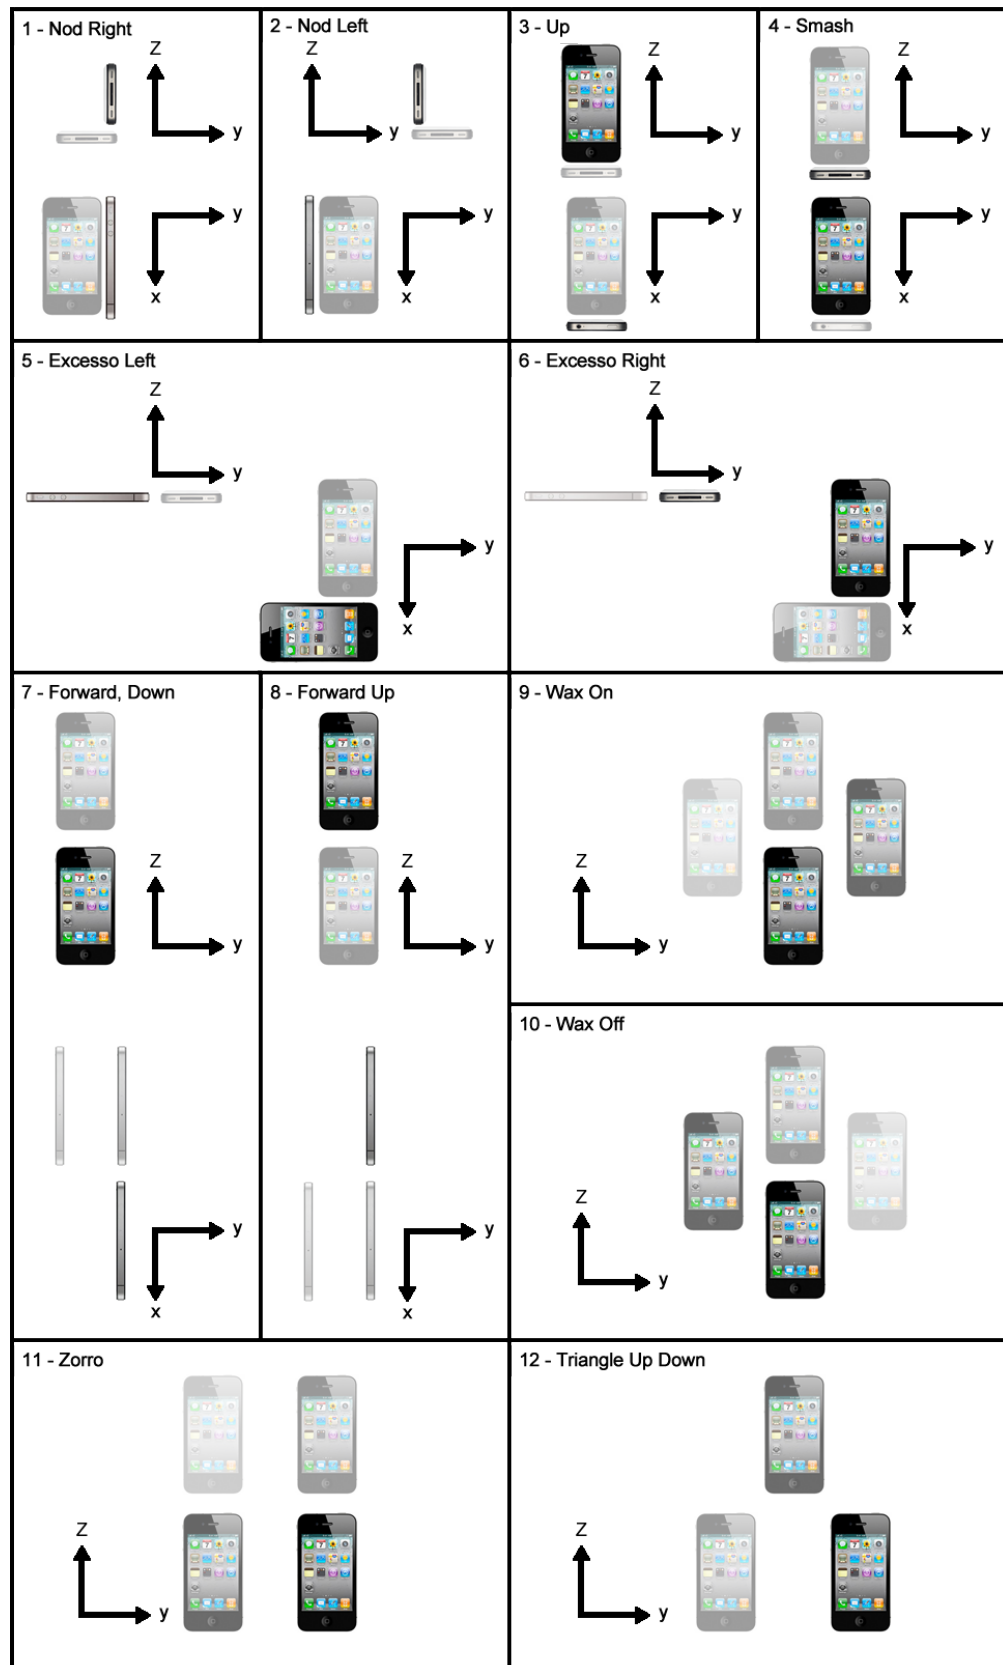 1 - Nod Right
2 - Nod Left
3 - Up
4 - Smash
Z
y
Z
y
Z
y
Z
y
y
x
y
x
y
x
y
x
5 - Excesso Left
6 - Excesso Right
Z
y
Z
y
y
x
y
x
7 - Forward, Down
8 - Forward Up
9 - Wax On
Z
y
Z
y
Z
y
10 - Wax Off
y
x
y
x
Z
y
11 - Zorro
12 - Triangle Up Down
Z
y
Z
y